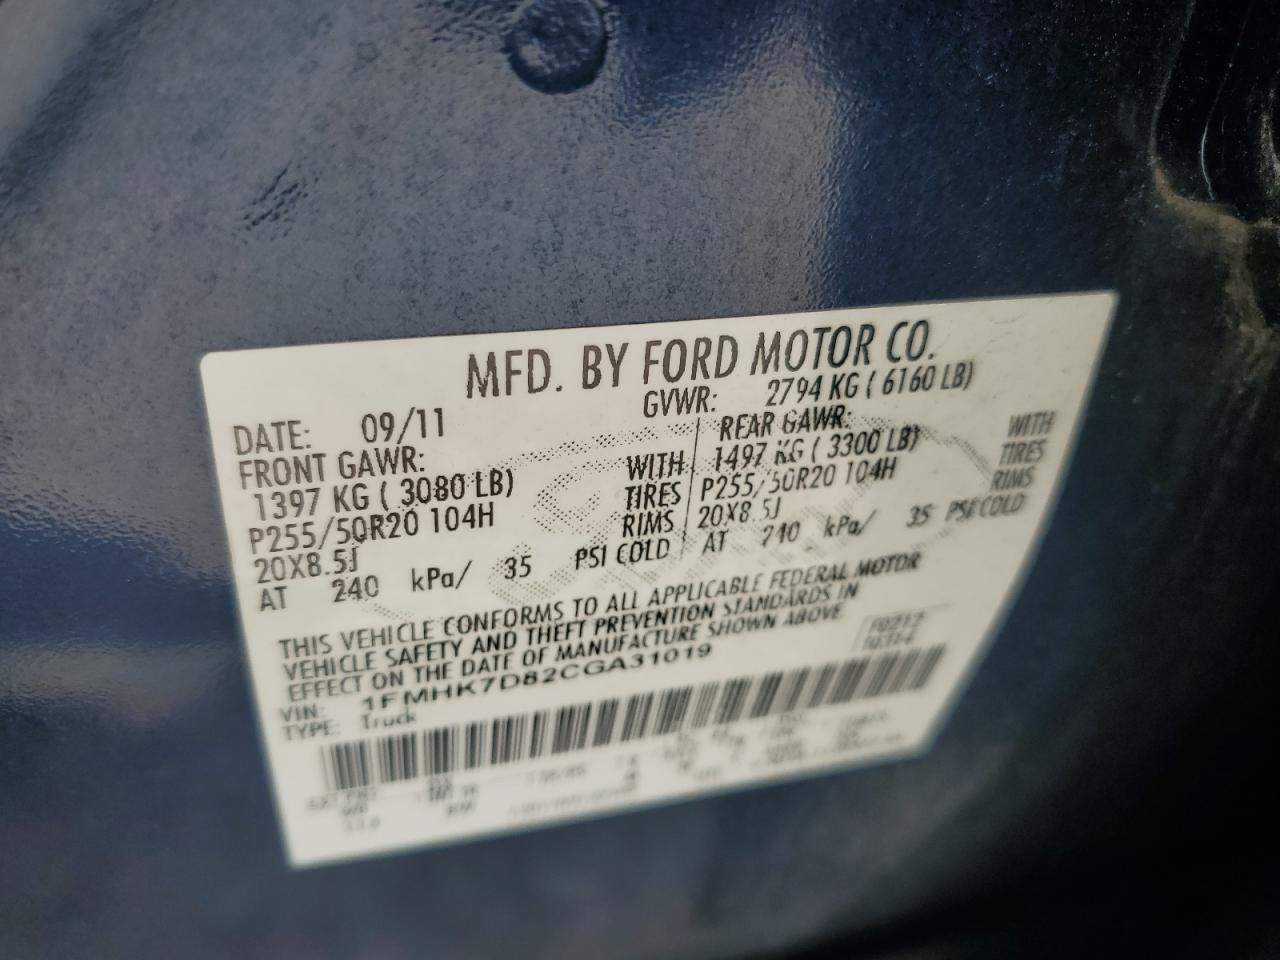 MFD. BY FORD MOTOR CO.
DATE: 09/11 GVWR: 2794 KG ( 6160 LB)
FRONT GAWR: REAR GAWR:
1397 KG ( 3080 LB) WITH 1497 KG ( 3300 LB) WITH
P255/50R20 104H TIRES P255/50R20 104H TIRES
20X8.5J RIMS 20X8.5J RIMS
AT 240 kPa/ 35 PSI COLD AT 240 kPa/ 35 PSI COLD
THIS VEHICLE CONFORMS TO ALL APPLICABLE FEDERAL MOTOR
VEHICLE SAFETY AND THEFT PREVENTION STANDARDS IN
EFFECT ON THE DATE OF MANUFACTURE SHOWN ABOVE
VIN: 1FMHK7D82CGA31019
TYPE: Truck